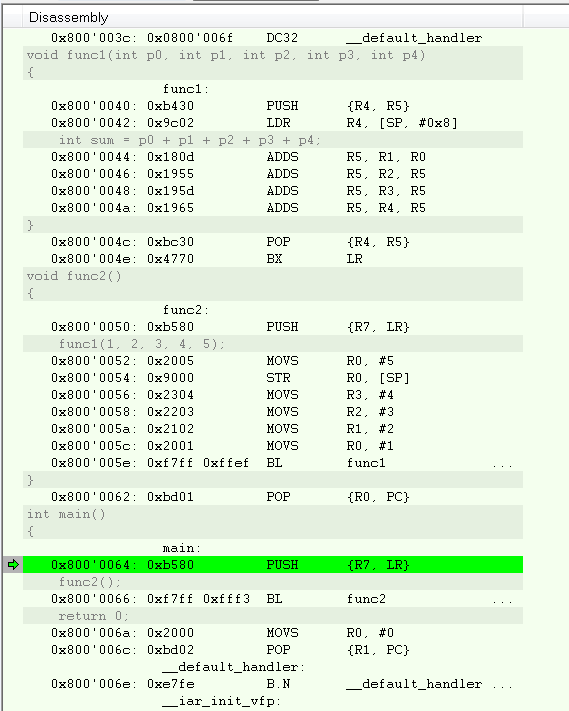 Disassembly
0x800'003c: 0x0800'006f DC32 __default_handler
void func1(int p0, int p1, int p2, int p3, int p4)
{
func1:
0x800'0040: 0xb430 PUSH {R4, R5}
0x800'0042: 0x9c02 LDR R4, [SP, #0x8]
int sum = p0 + p1 + p2 + p3 + p4;
0x800'0044: 0x180d ADDS R5, R1, R0
0x800'0046: 0x1955 ADDS R5, R2, R5
0x800'0048: 0x195d ADDS R5, R3, R5
0x800'004a: 0x1965 ADDS R5, R4, R5
}
0x800'004c: 0xbc30 POP {R4, R5}
0x800'004e: 0x4770 BX LR
void func2()
{
func2:
0x800'0050: 0xb580 PUSH {R7, LR}
func1(1, 2, 3, 4, 5);
0x800'0052: 0x2005 MOVS R0, #5
0x800'0054: 0x9000 STR R0, [SP]
0x800'0056: 0x2304 MOVS R3, #4
0x800'0058: 0x2203 MOVS R2, #3
0x800'005a: 0x2102 MOVS R1, #2
0x800'005c: 0x2001 MOVS R0, #1
0x800'005e: 0xf7ff 0xffef BL func1 ...
}
0x800'0062: 0xbd01 POP {R0, PC}
int main()
{
main:
0x800'0064: 0xb580 PUSH {R7, LR}
func2();
0x800'0066: 0xf7ff 0xfff3 BL func2 ...
return 0;
0x800'006a: 0x2000 MOVS R0, #0
0x800'006c: 0xbd02 POP {R1, PC}
__default_handler:
0x800'006e: 0xe7fe B.N __default_handler ...
__iar_init_vfp: